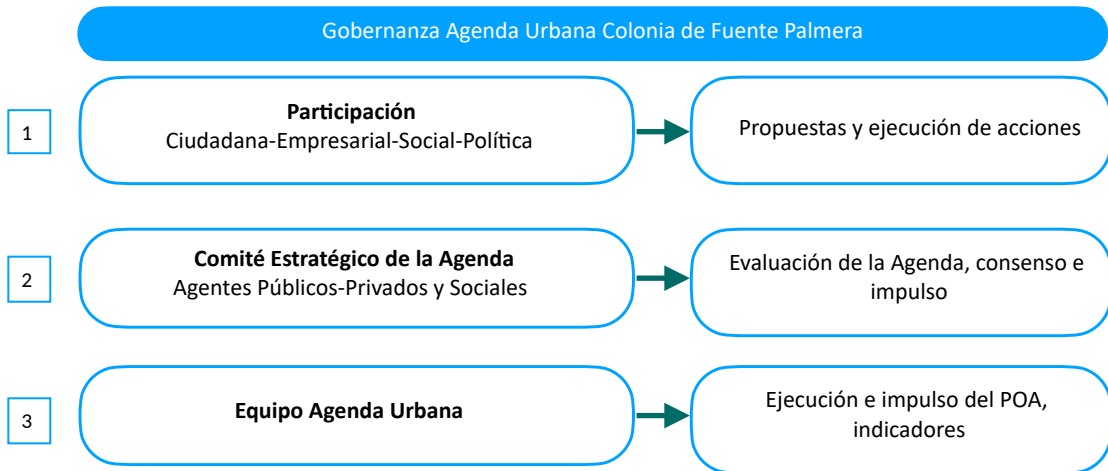 Gobernanza Agenda Urbana Colonia de Fuente Palmera
1
Participación
Ciudadana-Empresarial-Social-Política
Propuestas y ejecución de acciones
2
Comité Estratégico de la Agenda
Agentes Públicos-Privados y Sociales
Evaluación de la Agenda, consenso e
impulso
3
Equipo Agenda Urbana
Ejecución e impulso del POA,
indicadores